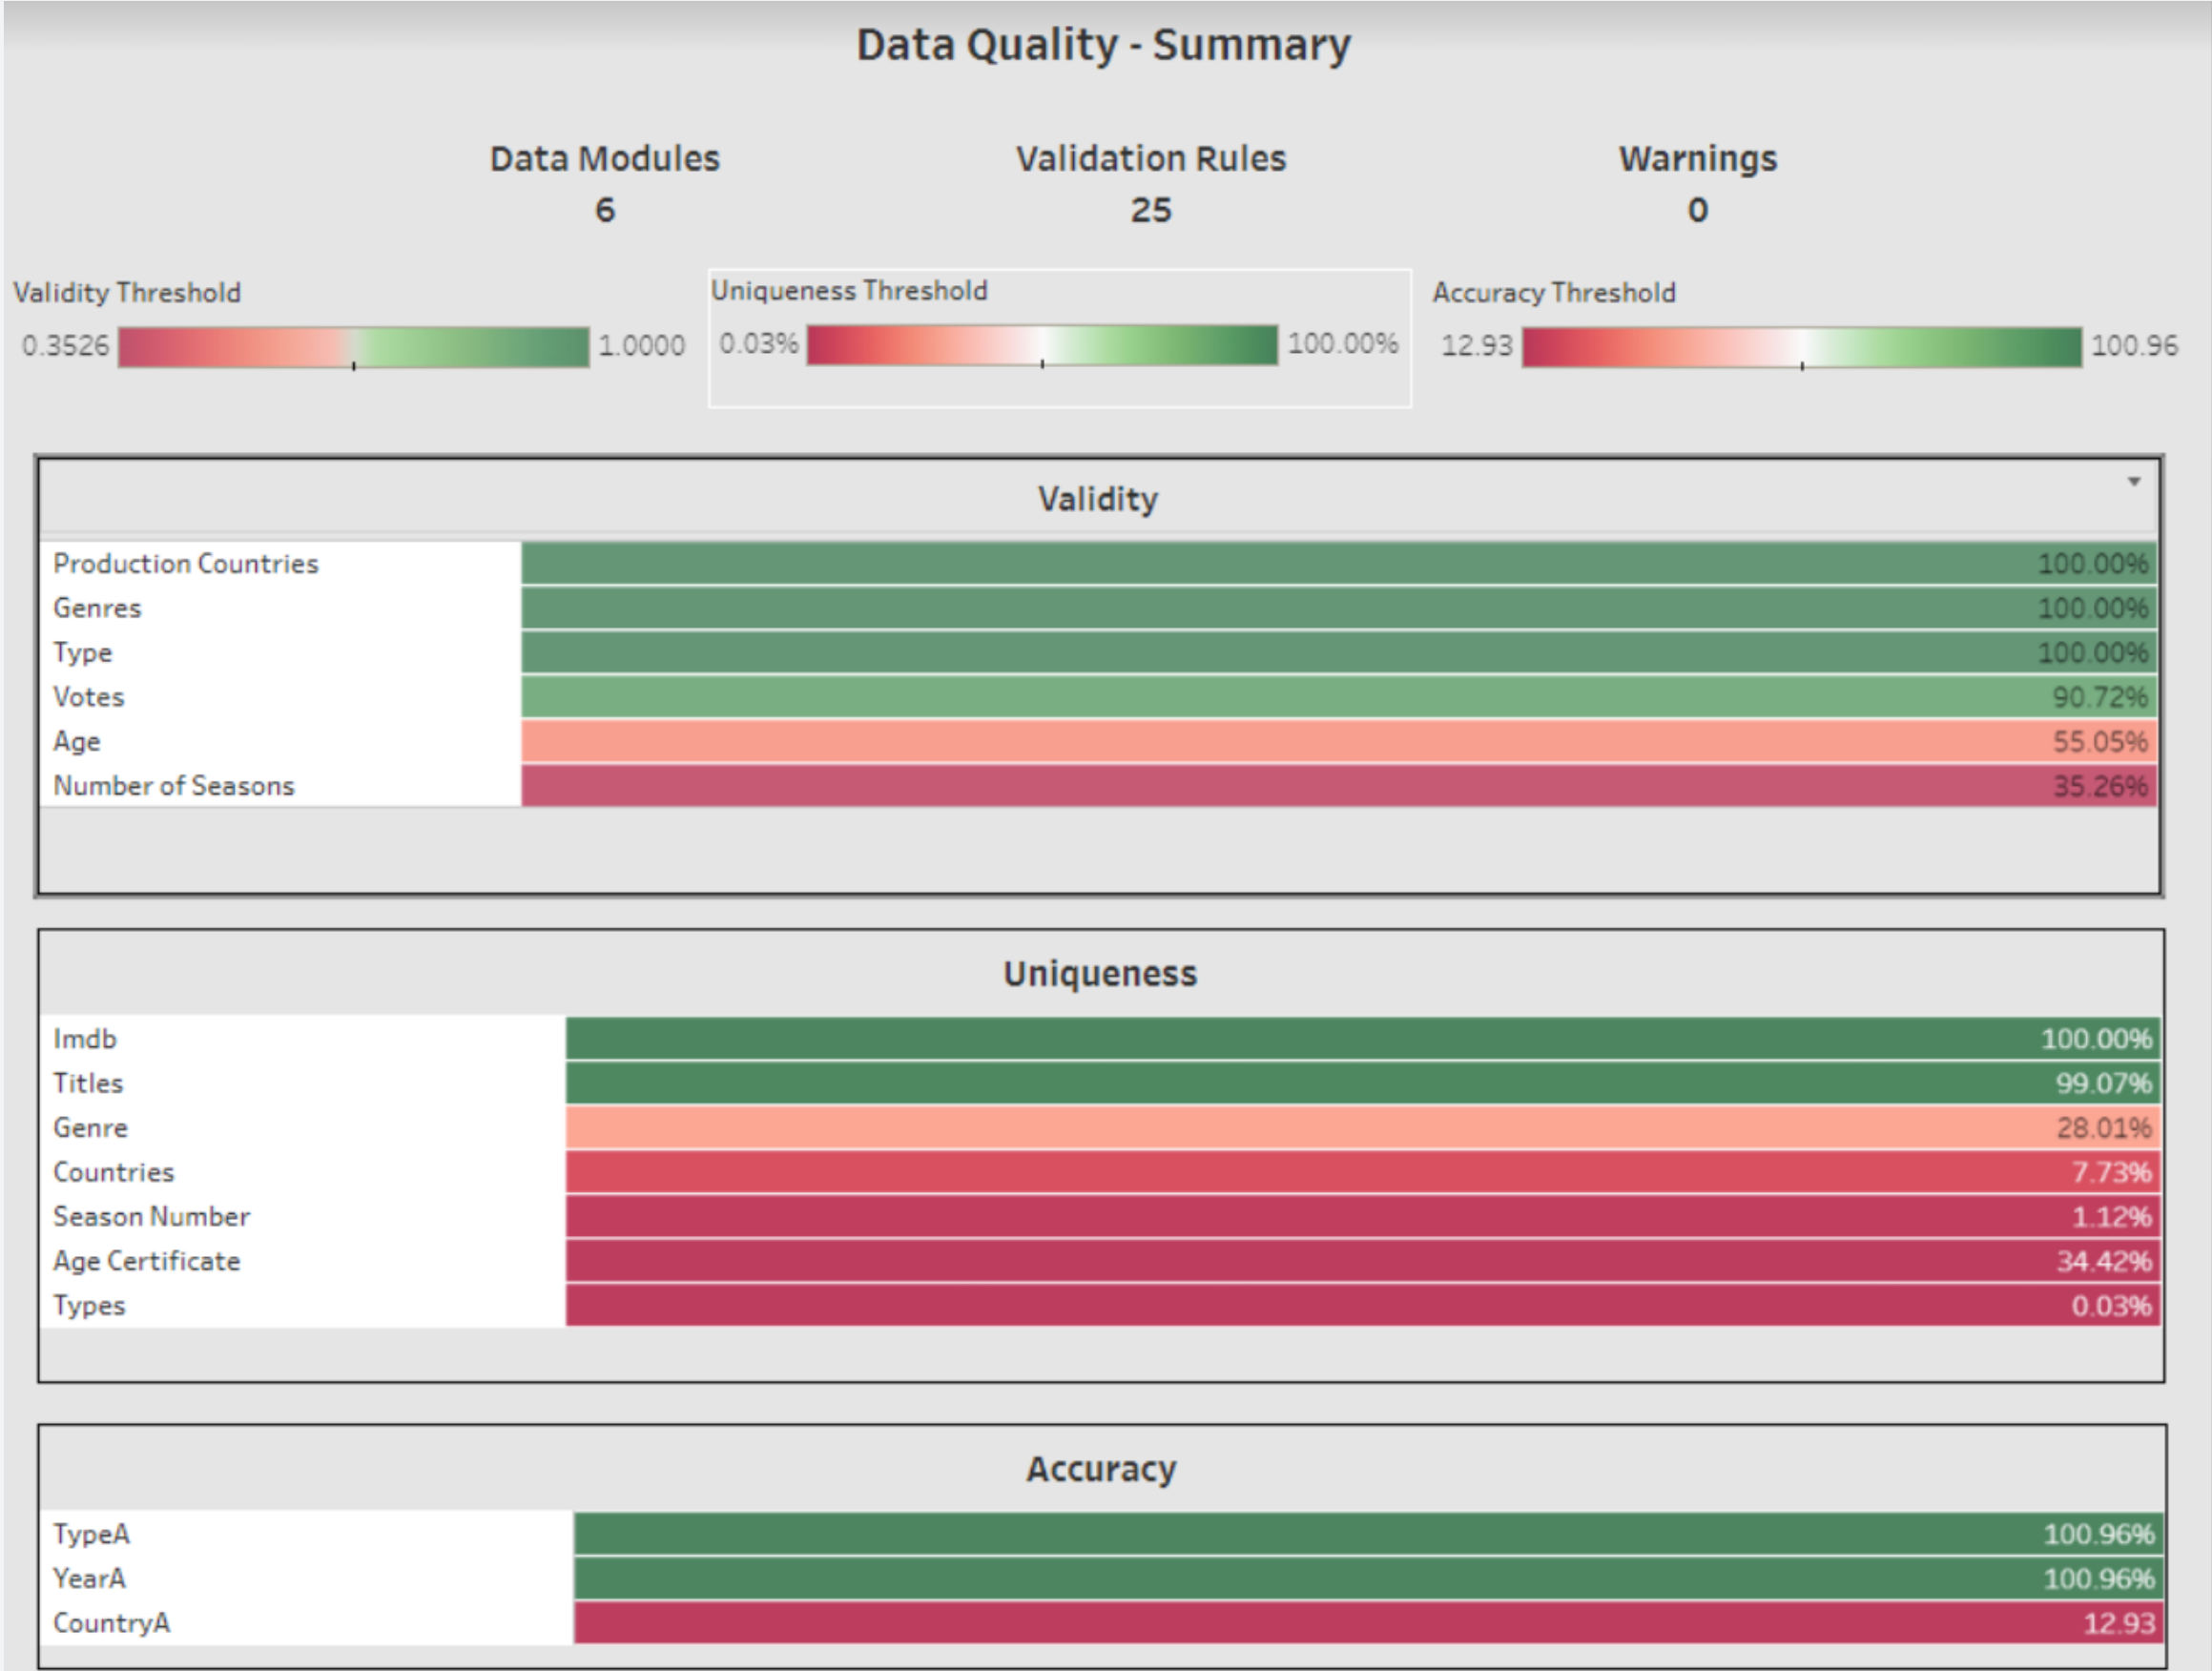 Data Quality - Summary
Data Modules Validation Rules Warnings
6 25 0
Validity Threshold Uniqueness Threshold Accuracy Threshold
0.3526 1.0000 0.03% 100.00% 12.93 100.96
Validity
Production Countries 100.00%
Genres 100.00%
Type 100.00%
Votes 90.72%
Age 55.05%
Number of Seasons 35.26%
Uniqueness
Imdb 100.00%
Titles 99.07%
Genre 28.01%
Countries 7.73%
Season Number 1.12%
Age Certificate 34.42%
Types 0.03%
Accuracy
TypeA 100.96%
YearA 100.96%
CountryA 12.93